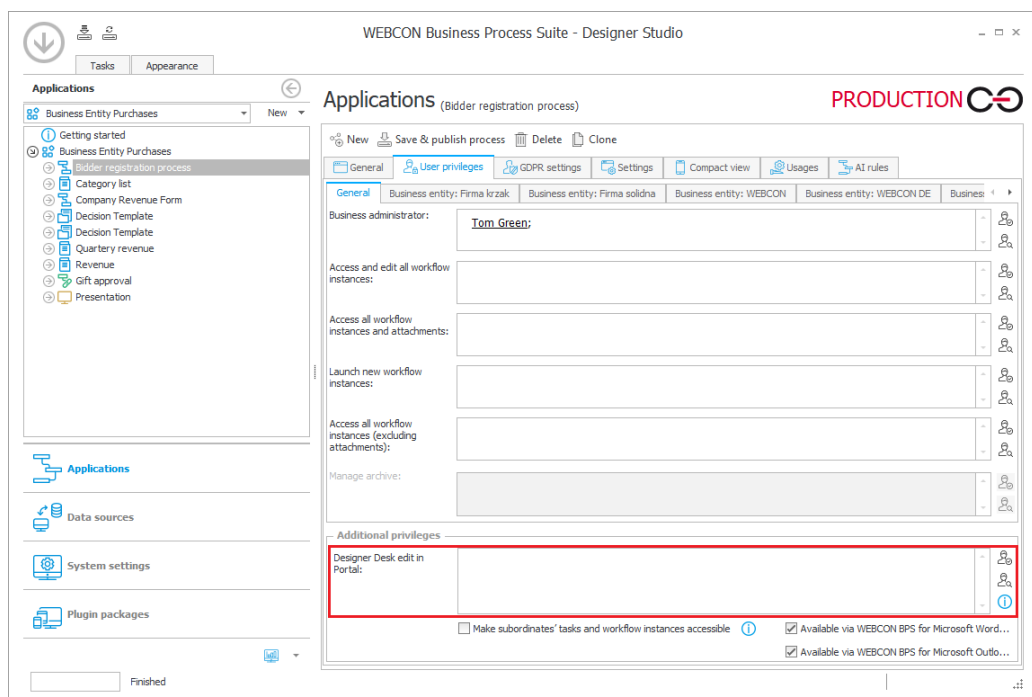 WEBCON Business Process Suite - Designer Studio
Tasks
Appearance
Applications
Business Entity Purchases
New
Getting started
Business Entity Purchases
Bidder registration process
Category list
Company Revenue Form
Decision Template
Decision Template
Quartery revenue
Revenue
Gift approval
Presentation
Applications
Data sources
System settings
Plugin packages
Finished
Applications (Bidder registration process)
PRODUCTION
New
Save & publish process
Delete
Clone
General
User privileges
GDPR settings
Settings
Compact view
Usages
AI rules
General
Business entity: Firma krzak
Business entity: Firma solidna
Business entity: WEBCON
Business entity: WEBCON DE
Busines
Business administrator:
Tom Green;
Access and edit all workflow
instances:
Access all workflow
instances and attachments:
Launch new workflow
instances:
Access all workflow
instances (excluding
attachments):
Manage archive:
Additional privileges
Designer Desk edit in
Portal:
Make subordinates' tasks and workflow instances accessible
Available via WEBCON BPS for Microsoft Word...
Available via WEBCON BPS for Microsoft Outlo...